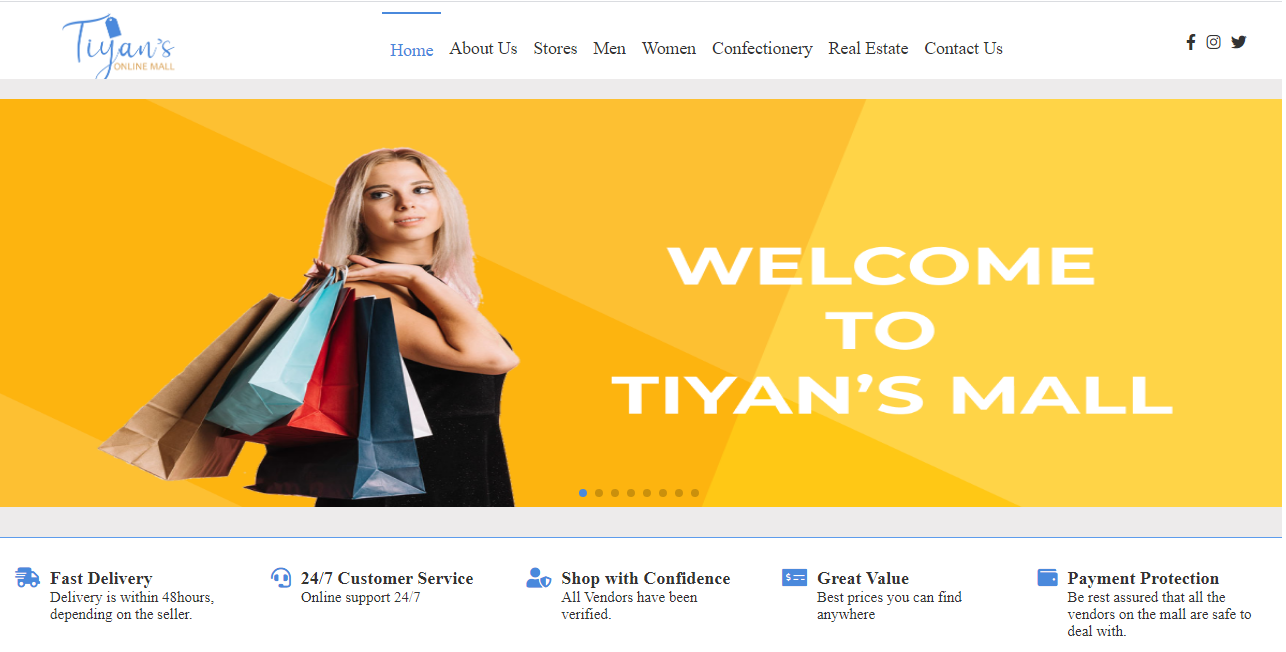 Tiyan's
ONLINE MALL
Home About Us Stores Men Women Confectionery Real Estate Contact Us
WELCOME
TO
TIYAN'S MALL
Fast Delivery
Delivery is within 48hours,
depending on the seller.
24/7 Customer Service
Online support 24/7
Shop with Confidence
All Vendors have been
verified.
Great Value
Best prices you can find
anywhere
Payment Protection
Be rest assured that all the
vendors on the mall are safe to
deal with.